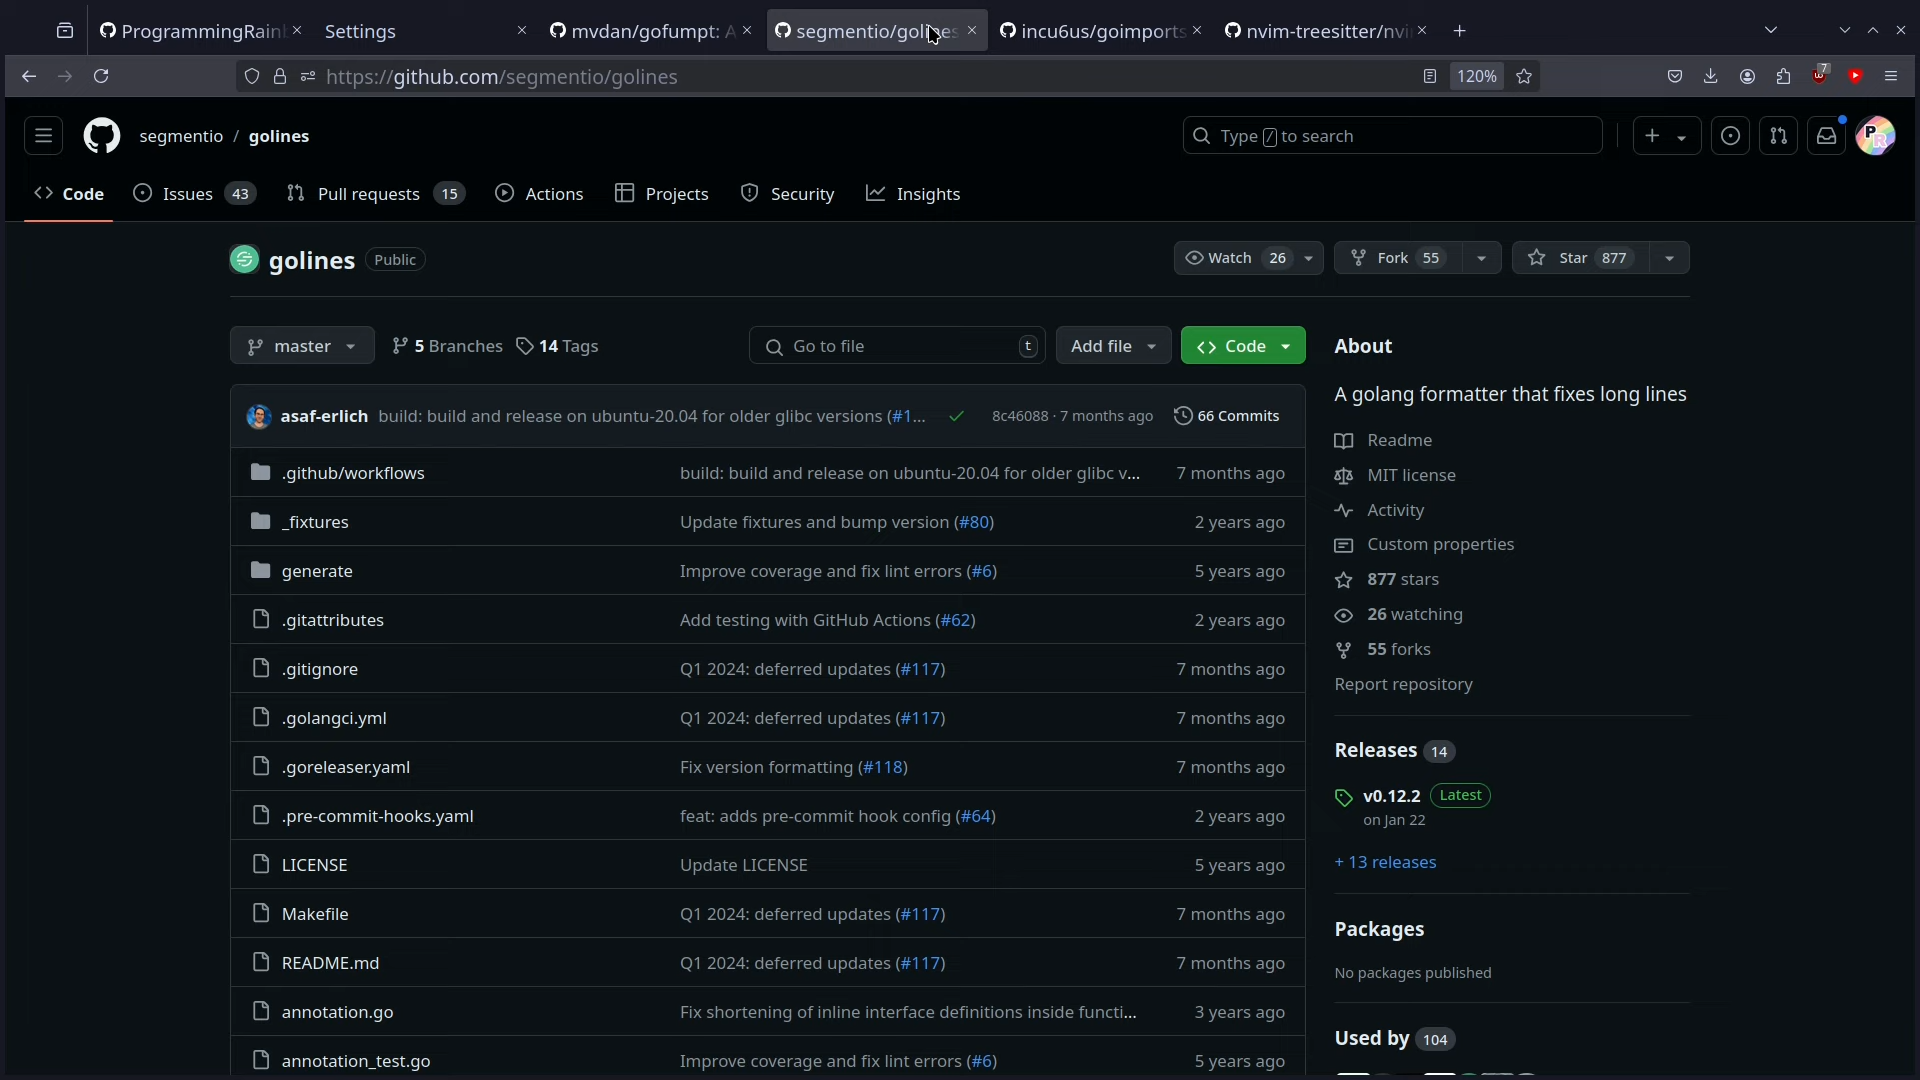 ProgrammingRain
Settings
mvdan/gofumpt: A
segmentio/golines
incu6us/goimports
nvim-treesitter/nvi
https://github.com/segmentio/golines
120%
7
segmentio / golines
Type / to search
Code
Issues 43
Pull requests 15
Actions
Projects
Security
Insights
golines Public
Watch 26
Fork 55
Star 877
master
5 Branches
14 Tags
Go to file t
Add file
Code
asaf-erlich build: build and release on ubuntu-20.04 for older glibc versions (#1... 8c46088 · 7 months ago 66 Commits
.github/workflows build: build and release on ubuntu-20.04 for older glibc v... 7 months ago
_fixtures Update fixtures and bump version (#80) 2 years ago
generate Improve coverage and fix lint errors (#6) 5 years ago
.gitattributes Add testing with GitHub Actions (#62) 2 years ago
.gitignore Q1 2024: deferred updates (#117) 7 months ago
.golangci.yml Q1 2024: deferred updates (#117) 7 months ago
.goreleaser.yaml Fix version formatting (#118) 7 months ago
.pre-commit-hooks.yaml feat: adds pre-commit hook config (#64) 2 years ago
LICENSE Update LICENSE 5 years ago
Makefile Q1 2024: deferred updates (#117) 7 months ago
README.md Q1 2024: deferred updates (#117) 7 months ago
annotation.go Fix shortening of inline interface definitions inside functi... 3 years ago
annotation_test.go Improve coverage and fix lint errors (#6) 5 years ago
About
A golang formatter that fixes long lines
Readme
MIT license
Activity
Custom properties
877 stars
26 watching
55 forks
Report repository
Releases 14
v0.12.2 Latest
on Jan 22
+ 13 releases
Packages
No packages published
Used by 104